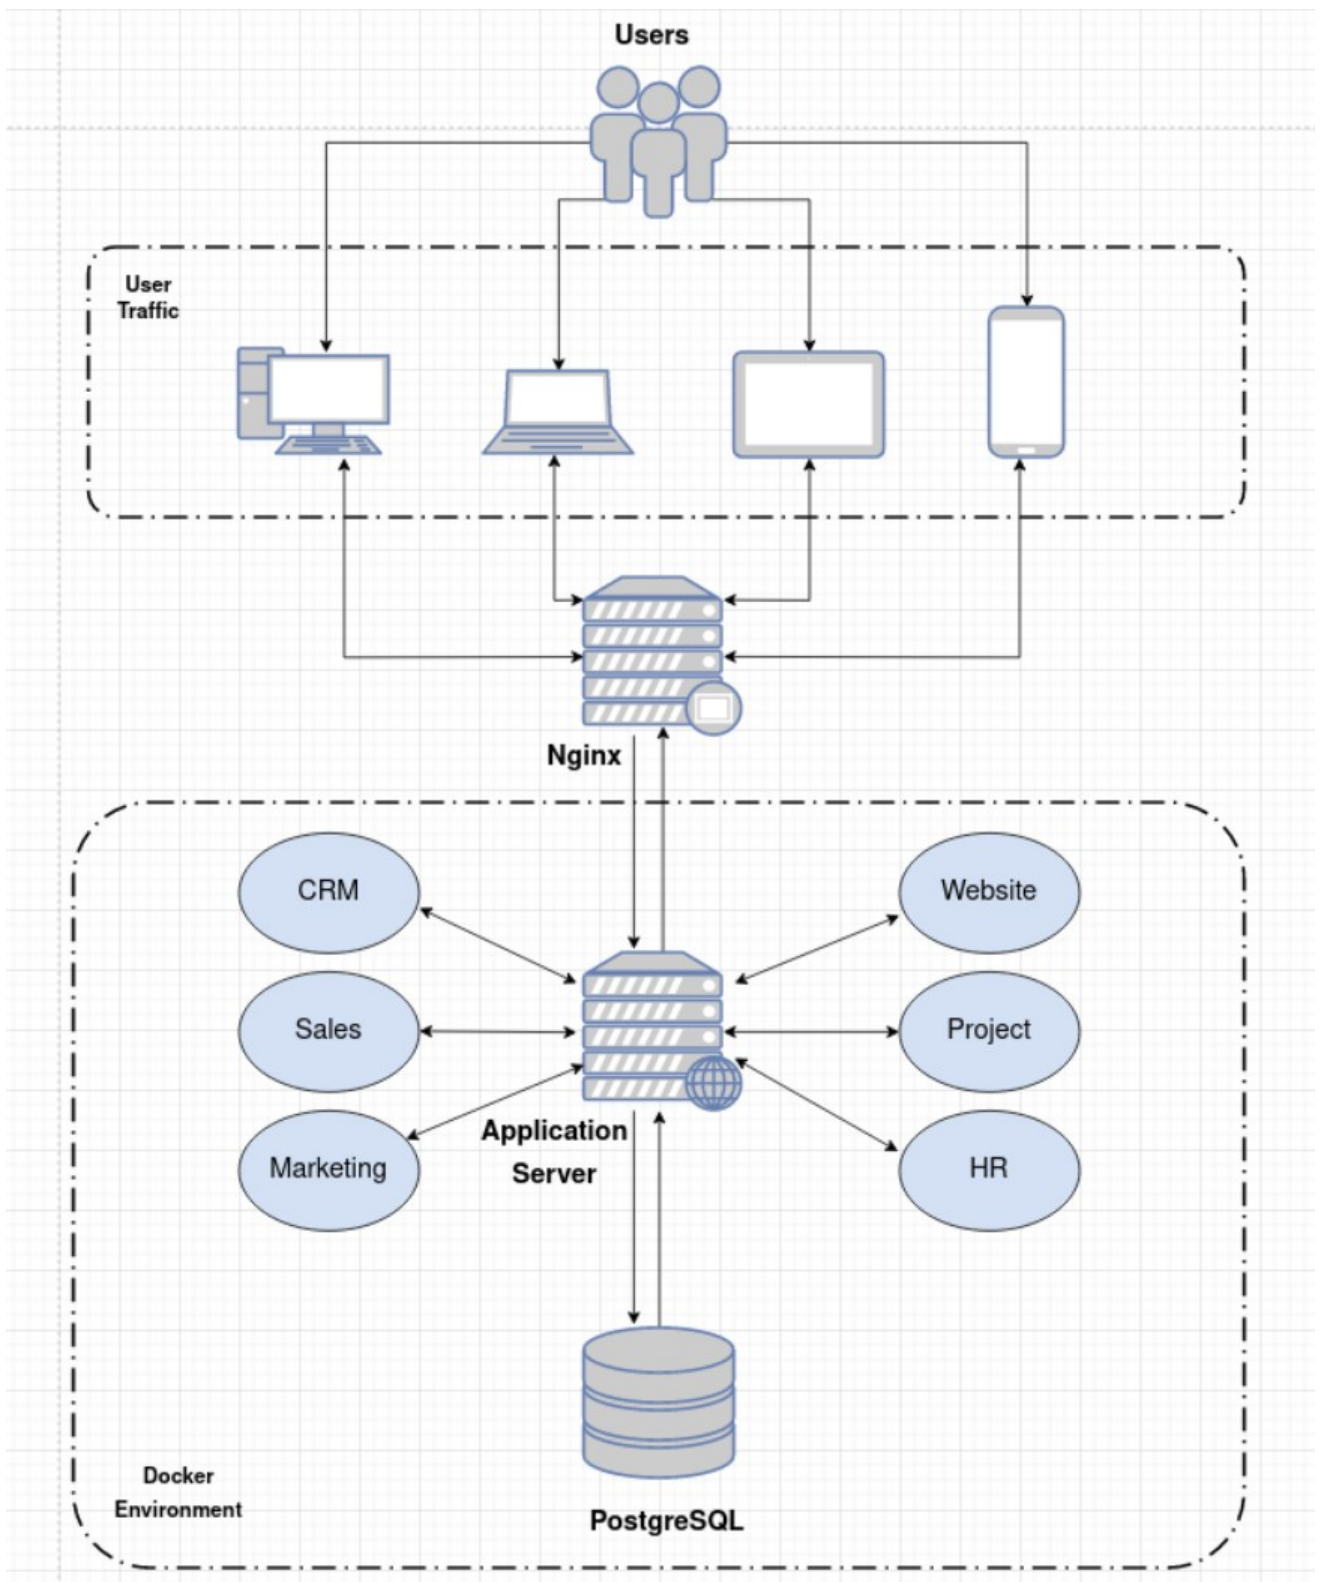 Users
User
Traffic
Nginx
CRM
Website
Sales
Project
Marketing
HR
Application
Server
Docker
Environment
PostgreSQL